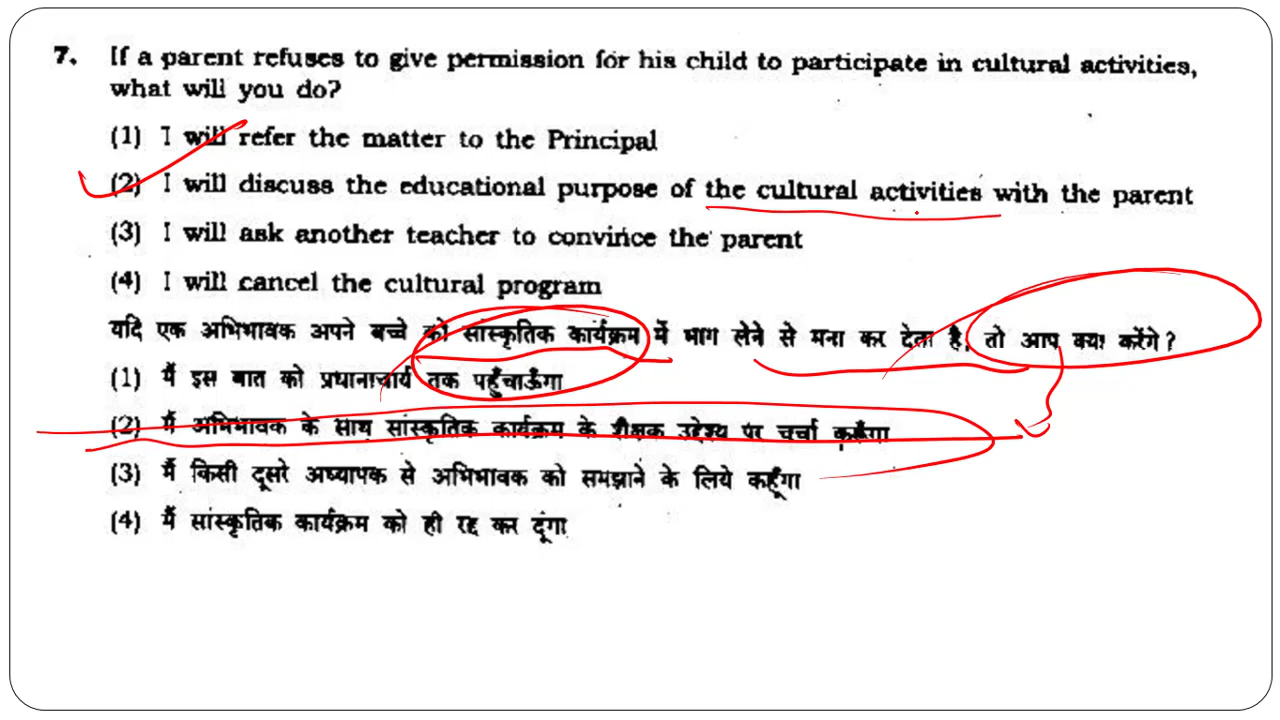 7. If a parent refuses to give permission for his child to participate in cultural activities,
what will you do?
(1) I will refer the matter to the Principal
(2) I will discuss the educational purpose of the cultural activities with the parent
(3) I will ask another teacher to convince the parent
(4) I will cancel the cultural program
यदि एक अभिभावक अपने बच्चे को सांस्कृतिक कार्यक्रम में भाग लेने से मना कर देता है, तो आप क्या करेंगे?
(1) मैं इस बात को प्रधानाचार्य तक पहुँचाऊँगा
(2) मैं अभिभावक के साथ सांस्कृतिक कार्यक्रम के शैक्षिक उद्देश्य पर चर्चा करूँगा
(3) मैं किसी दूसरे अध्यापक से अभिभावक को समझाने के लिये कहूँगा
(4) मैं सांस्कृतिक कार्यक्रम को ही रद्द कर दूंगा